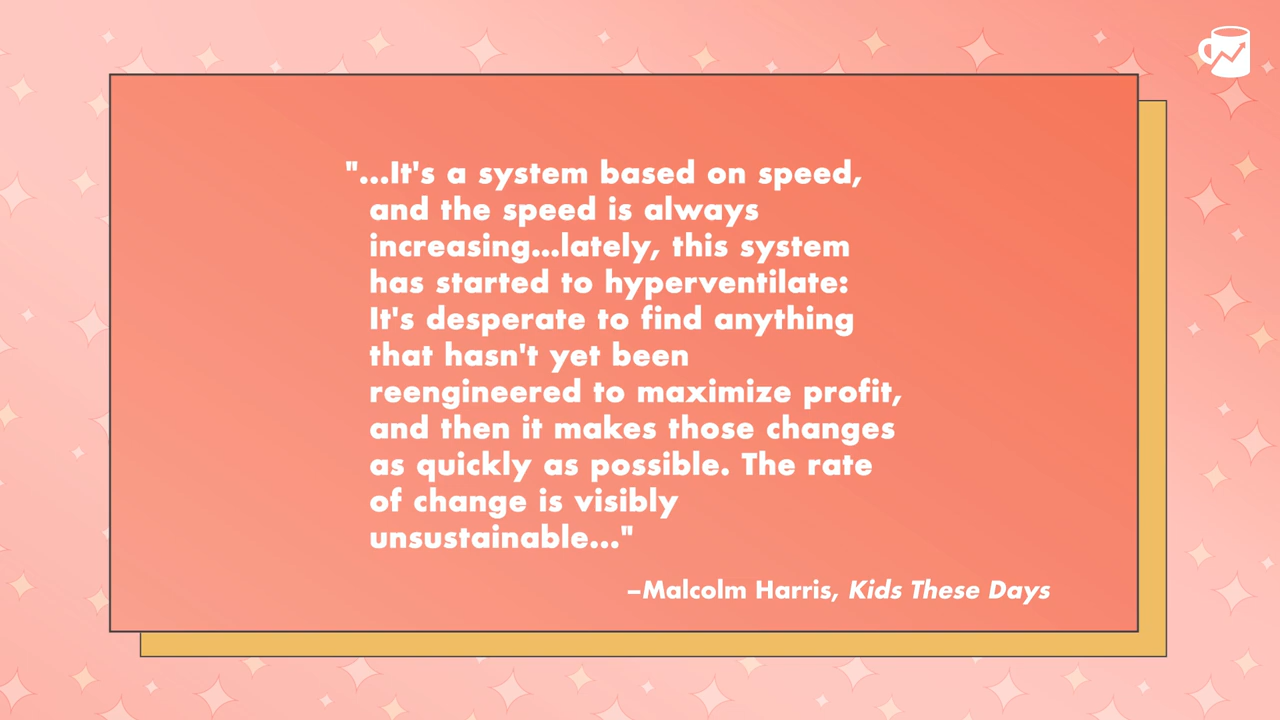 "...It's a system based on speed,
and the speed is always
increasing...lately, this system
has started to hyperventilate:
It's desperate to find anything
that hasn't yet been
reengineered to maximize profit,
and then it makes those changes
as quickly as possible. The rate
of change is visibly
unsustainable..."
–Malcolm Harris, Kids These Days